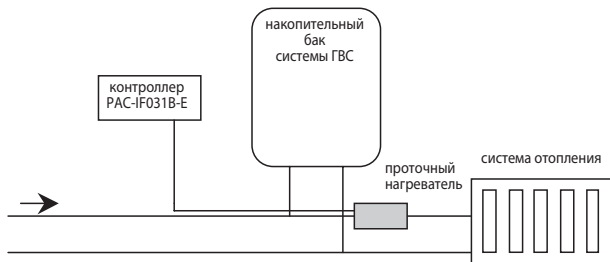 накопительный
бак
системы ГВС
контроллер
PAC-IF031B-E
проточный
нагреватель
система отопления